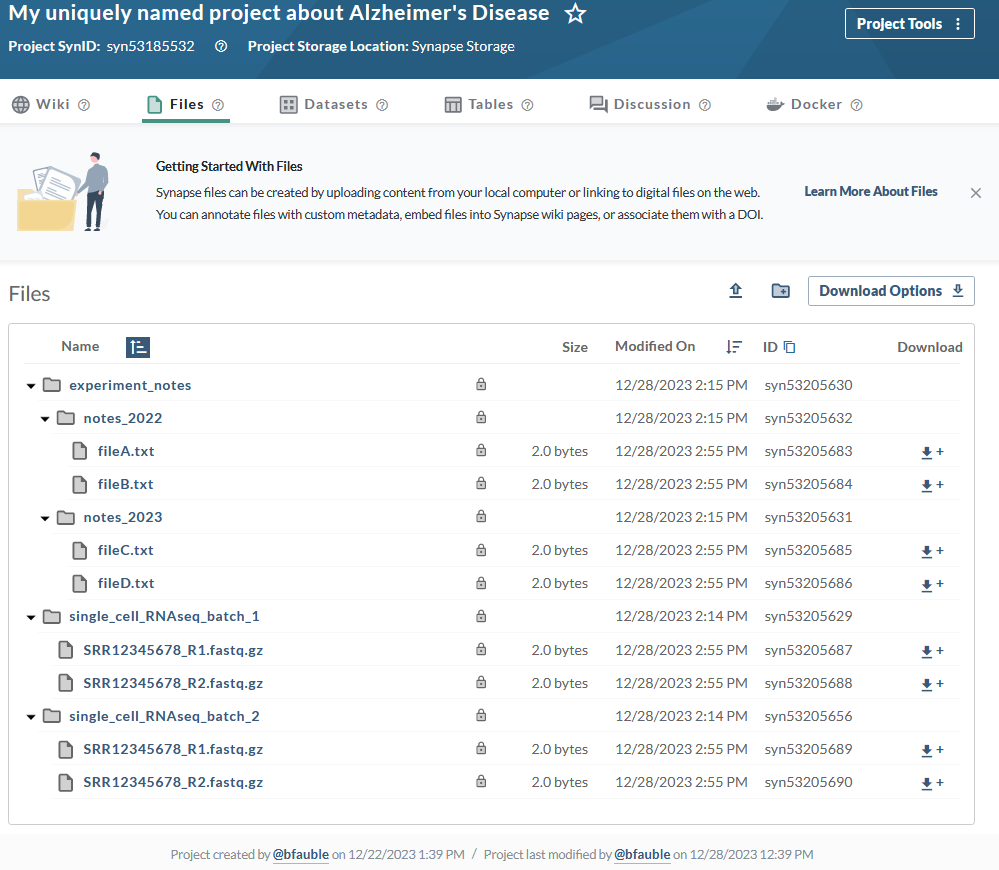 My uniquely named project about Alzheimer's Disease
Project Tools
Project SynID: syn53185532 Project Storage Location: Synapse Storage
Wiki Files Datasets Tables Discussion Docker
Getting Started With Files
Synapse files can be created by uploading content from your local computer or linking to digital files on the web.
You can annotate files with custom metadata, embed files into Synapse wiki pages, or associate them with a DOI.
Learn More About Files
Files
Download Options
Name Size Modified On ID Download
experiment_notes 12/28/2023 2:15 PM syn53205630
notes_2022 12/28/2023 2:15 PM syn53205632
fileA.txt 2.0 bytes 12/28/2023 2:55 PM syn53205683
fileB.txt 2.0 bytes 12/28/2023 2:55 PM syn53205684
notes_2023 12/28/2023 2:15 PM syn53205631
fileC.txt 2.0 bytes 12/28/2023 2:55 PM syn53205685
fileD.txt 2.0 bytes 12/28/2023 2:55 PM syn53205686
single_cell_RNAseq_batch_1 12/28/2023 2:14 PM syn53205629
SRR12345678_R1.fastq.gz 2.0 bytes 12/28/2023 2:55 PM syn53205687
SRR12345678_R2.fastq.gz 2.0 bytes 12/28/2023 2:55 PM syn53205688
single_cell_RNAseq_batch_2 12/28/2023 2:14 PM syn53205656
SRR12345678_R1.fastq.gz 2.0 bytes 12/28/2023 2:55 PM syn53205689
SRR12345678_R2.fastq.gz 2.0 bytes 12/28/2023 2:55 PM syn53205690
Project created by @bfauble on 12/22/2023 1:39 PM / Project last modified by @bfauble on 12/28/2023 12:39 PM